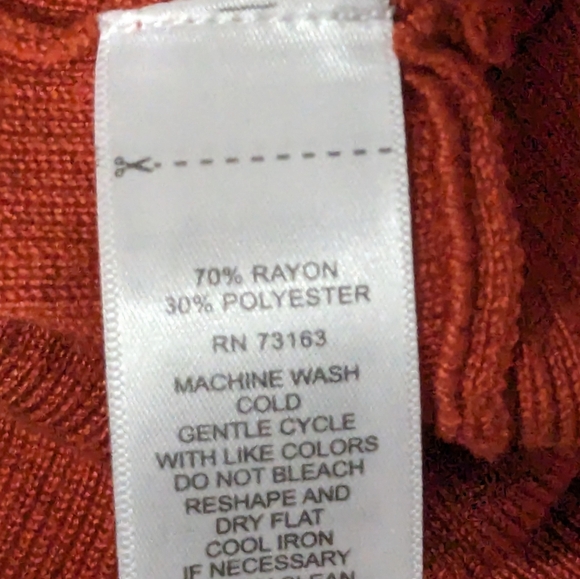 70% RAYON
30% POLYESTER
RN 73163
MACHINE WASH
COLD
GENTLE CYCLE
WITH LIKE COLORS
DO NOT BLEACH
RESHAPE AND
DRY FLAT
COOL IRON
IF NECESSARY
CLEAN